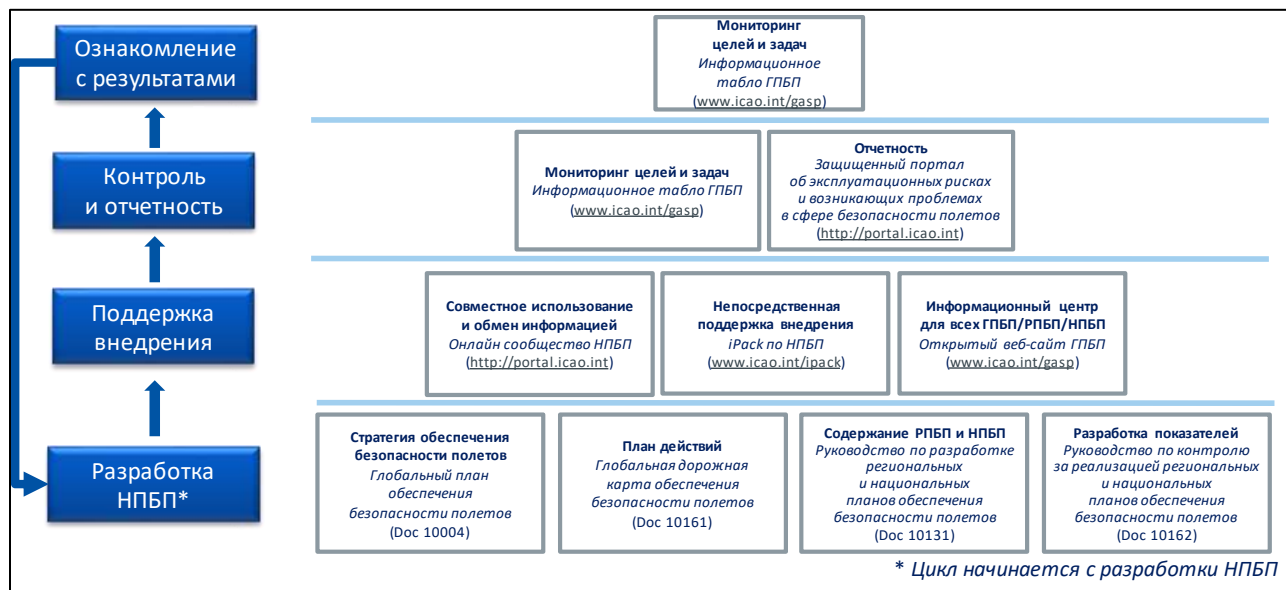 Ознакомление
с результатами
Мониторинг
целей и задач
Информационное
табло ГПБП
(www.icao.int/gasp)
Контроль
и отчетность
Мониторинг целей и задач
Информационное табло ГПБП
(www.icao.int/gasp)
Отчетность
Защищенный портал
об эксплуатационных рисках
и возникающих проблемах
в сфере безопасности полетов
(http://portal.icao.int)
Поддержка
внедрения
Совместное использование
и обмен информацией
Онлайн сообщество НПБП
(http://portal.icao.int)
Непосредственная
поддержка внедрения
iPack по НПБП
(www.icao.int/ipack)
Информационный центр
для всех ГПБП/РПБП/НПБП
Открытый веб-сайт ГПБП
(www.icao.int/gasp)
Разработка
НПБП*
Стратегия обеспечения
безопасности полетов
Глобальный план
обеспечения
безопасности полетов
(Doc 10004)
План действий
Глобальная дорожная
карта обеспечения
безопасности полетов
(Doc 10161)
Содержание РПБП и НПБП
Руководство по разработке
региональных
и национальных
планов обеспечения
безопасности полетов
(Doc 10131)
Разработка показателей
Руководство по контролю
за реализацией региональных
и национальных
планов обеспечения
безопасности полетов
(Doc 10162)
* Цикл начинается с разработки НПБП